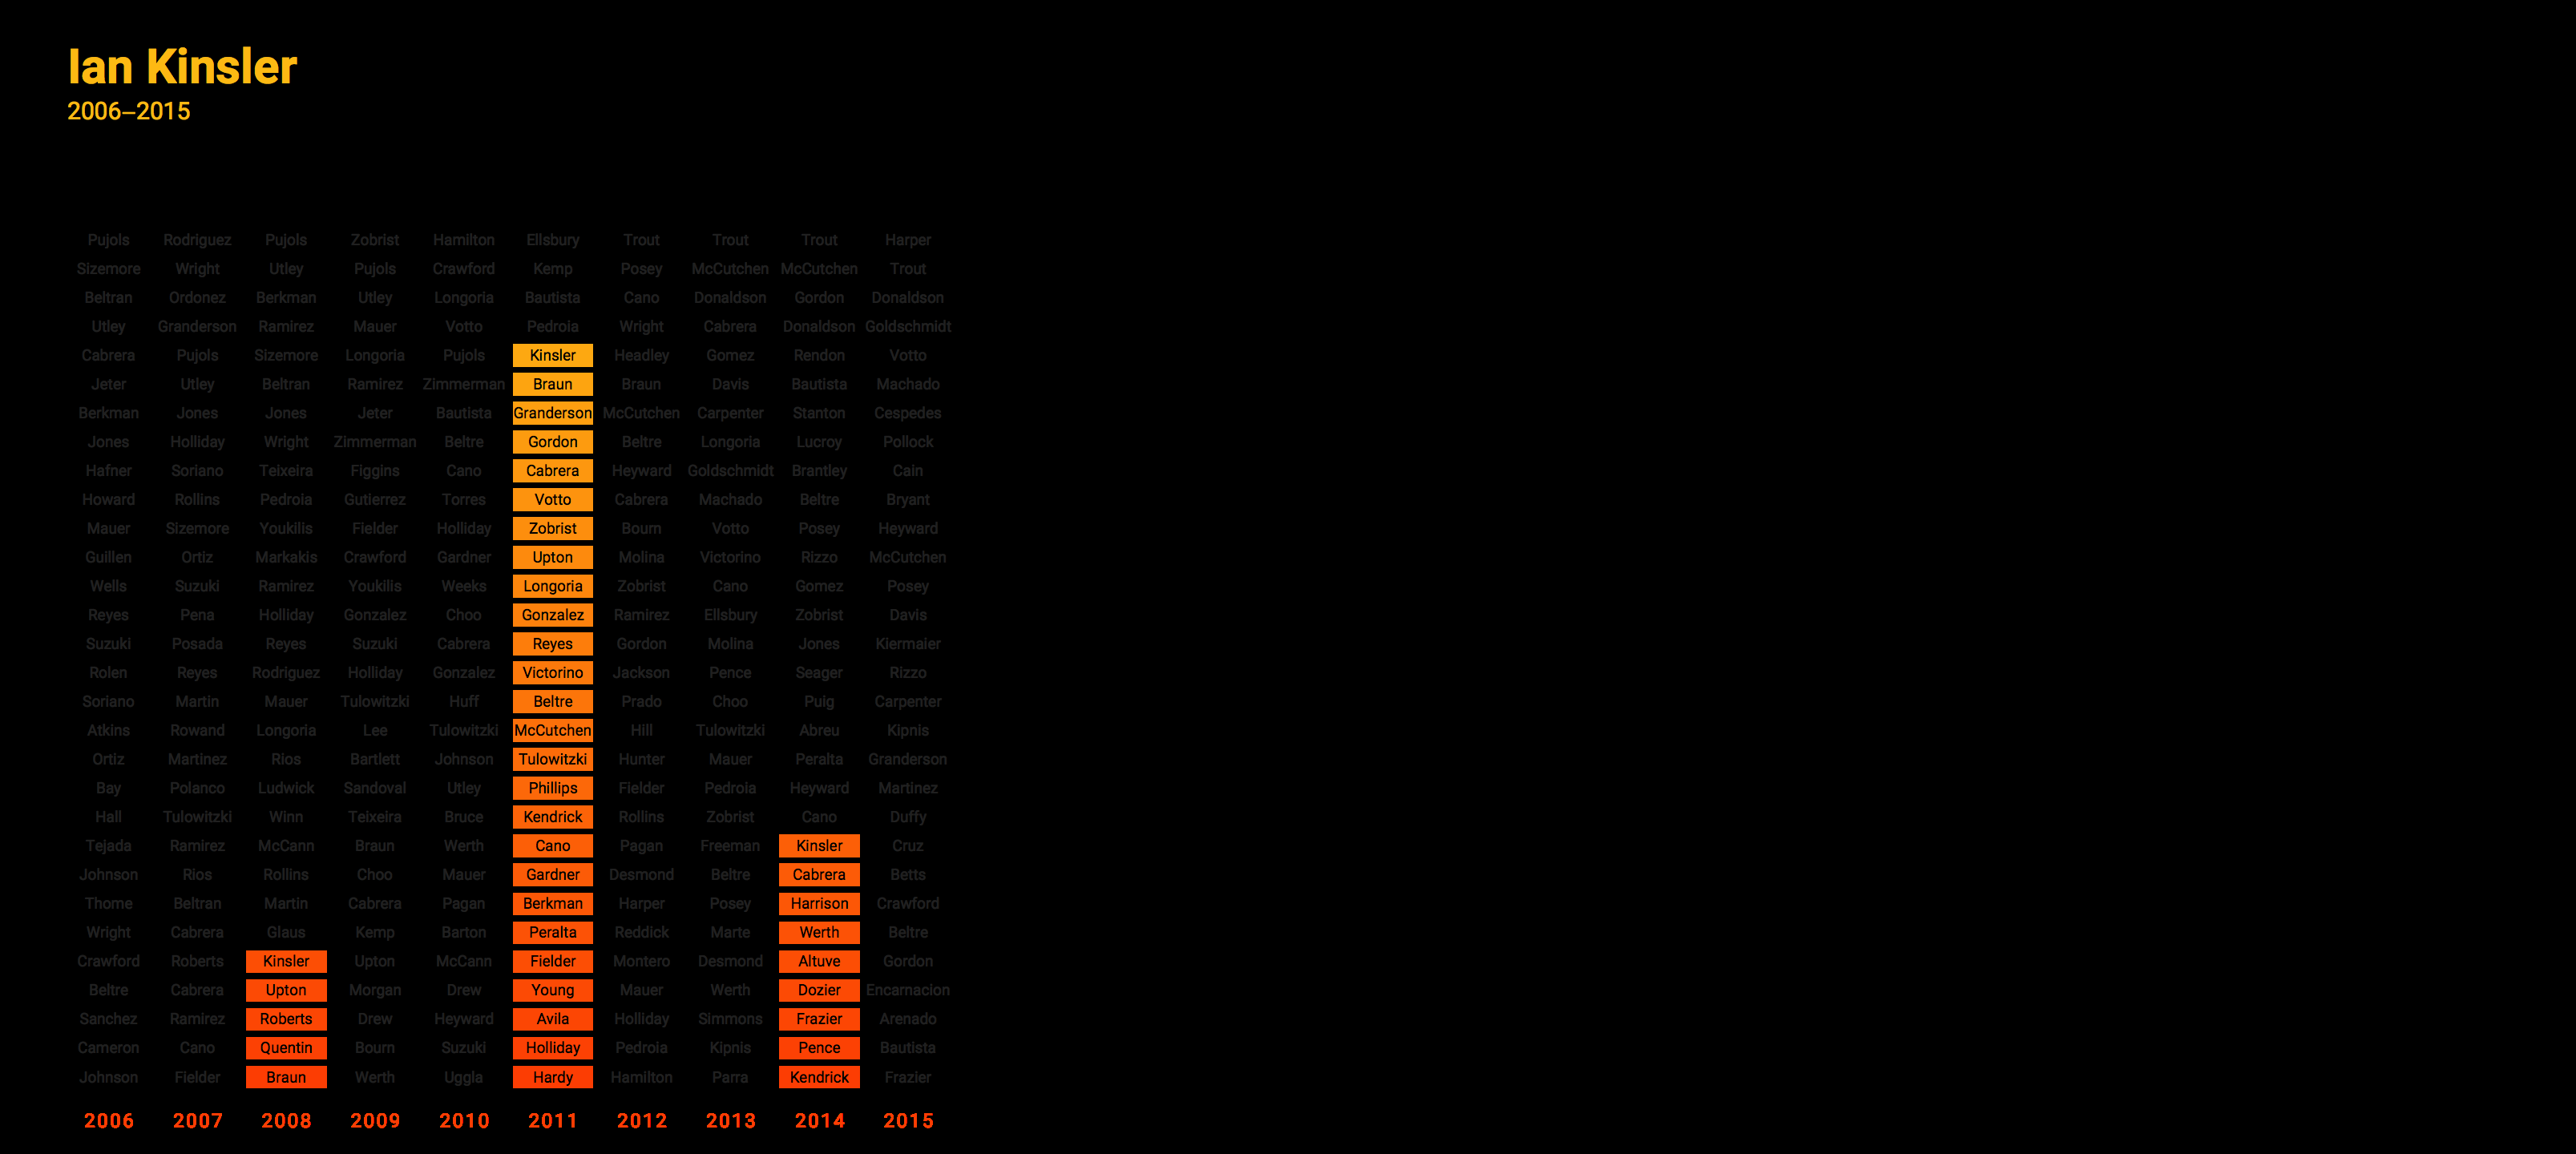 Ian Kinsler
2006–2015
Pujols Rodriguez Pujols Zobrist Hamilton Ellsbury Trout Trout Trout Harper
Sizemore Wright Utley Pujols Crawford Kemp Posey McCutchen McCutchen Trout
Beltran Ordonez Berkman Utley Longoria Bautista Cano Donaldson Gordon Donaldson
Utley Granderson Ramirez Mauer Votto Pedroia Wright Cabrera Donaldson Goldschmidt
Cabrera Pujols Sizemore Longoria Pujols Kinsler Headley Gomez Rendon Votto
Jeter Utley Beltran Ramirez Zimmerman Braun Braun Davis Bautista Machado
Berkman Jones Jones Jeter Bautista Granderson McCutchen Carpenter Stanton Cespedes
Jones Holliday Wright Zimmerman Beltre Gordon Beltre Longoria Lucroy Pollock
Hafner Soriano Teixeira Figgins Cano Cabrera Heyward Goldschmidt Brantley Cain
Howard Rollins Pedroia Gutierrez Torres Votto Cabrera Machado Beltre Bryant
Mauer Sizemore Youkilis Fielder Holliday Zobrist Bourn Votto Posey Heyward
Guillen Ortiz Markakis Crawford Gardner Upton Molina Victorino Rizzo McCutchen
Wells Suzuki Ramirez Youkilis Weeks Longoria Zobrist Cano Gomez Posey
Reyes Pena Holliday Gonzalez Choo Gonzalez Ramirez Ellsbury Zobrist Davis
Suzuki Posada Reyes Suzuki Cabrera Reyes Gordon Molina Jones Kiermaier
Rolen Reyes Rodriguez Holliday Gonzalez Victorino Jackson Pence Seager Rizzo
Soriano Martin Mauer Tulowitzki Huff Beltre Prado Choo Puig Carpenter
Atkins Rowand Longoria Lee Tulowitzki McCutchen Hill Tulowitzki Abreu Kipnis
Ortiz Martinez Rios Bartlett Johnson Tulowitzki Hunter Mauer Peralta Granderson
Bay Polanco Ludwick Sandoval Utley Phillips Fielder Pedroia Heyward Martinez
Hall Tulowitzki Winn Teixeira Bruce Kendrick Rollins Zobrist Cano Duffy
Tejada Ramirez McCann Braun Werth Cano Pagan Freeman Kinsler Cruz
Johnson Rios Rollins Choo Mauer Gardner Desmond Beltre Cabrera Betts
Thome Beltran Martin Cabrera Pagan Berkman Harper Posey Harrison Crawford
Wright Cabrera Glaus Kemp Barton Peralta Reddick Marte Werth Beltre
Crawford Roberts Kinsler Upton McCann Fielder Montero Desmond Altuve Gordon
Beltre Cabrera Upton Morgan Drew Young Mauer Werth Dozier Encarnacion
Sanchez Ramirez Roberts Drew Heyward Avila Holliday Simmons Frazier Arenado
Cameron Cano Quentin Bourn Suzuki Holliday Pedroia Kipnis Pence Bautista
Johnson Fielder Braun Werth Uggla Hardy Hamilton Parra Kendrick Frazier
2006 2007 2008 2009 2010 2011 2012 2013 2014 2015